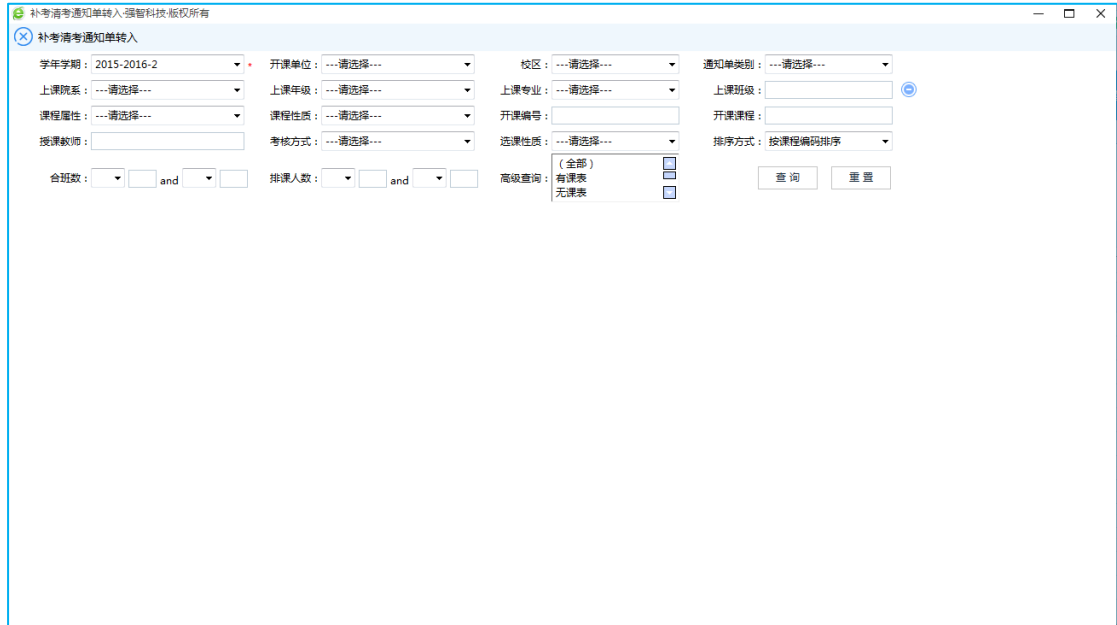 补考清考通知单转入·强智科技·版权所有
补考清考通知单转入
学年学期： 2015-2016-2 * 开课单位： ---请选择--- 校区： ---请选择--- 通知单类别： ---请选择---
上课院系： ---请选择--- 上课年级： ---请选择--- 上课专业： ---请选择--- 上课班级：
课程属性： ---请选择--- 课程性质： ---请选择--- 开课编号： 开课课程：
授课教师： 考核方式： ---请选择--- 选课性质： ---请选择--- 排序方式： 按课程编码排序
合班数： and 排课人数： and 高级查询： （全部） 有课表 无课表 查询 重置